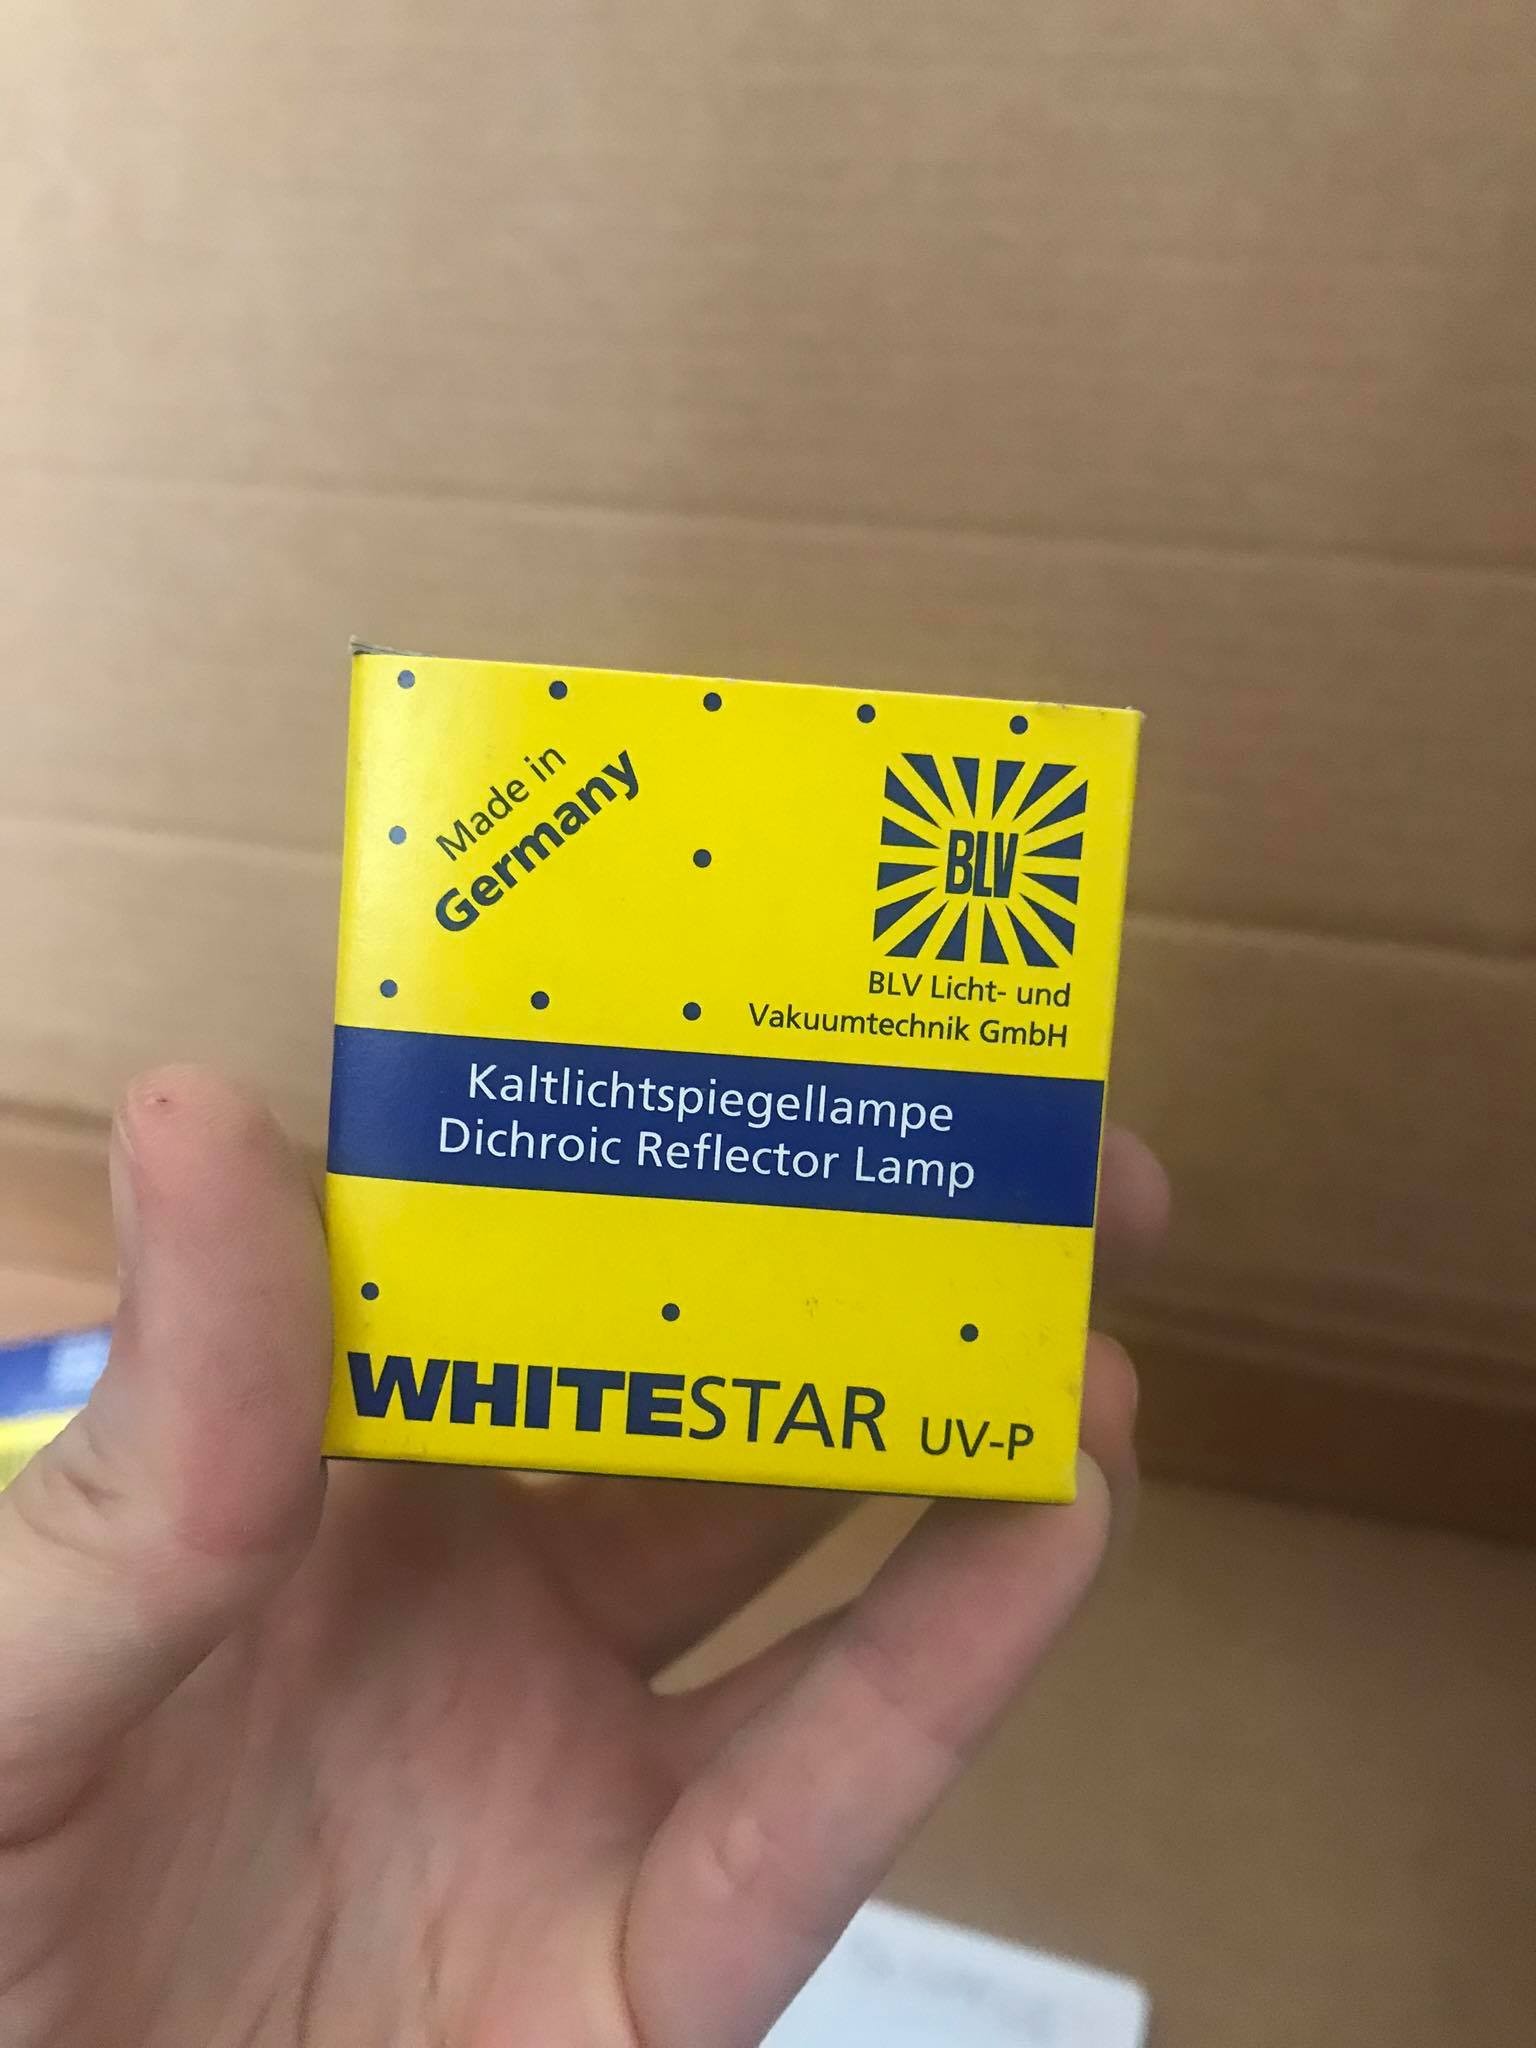 Made in
Germany
BLV
BLV Licht- und
Vakuumtechnik GmbH
Kaltlichtspiegellampe
Dichroic Reflector Lamp
WHITESTAR UV-P